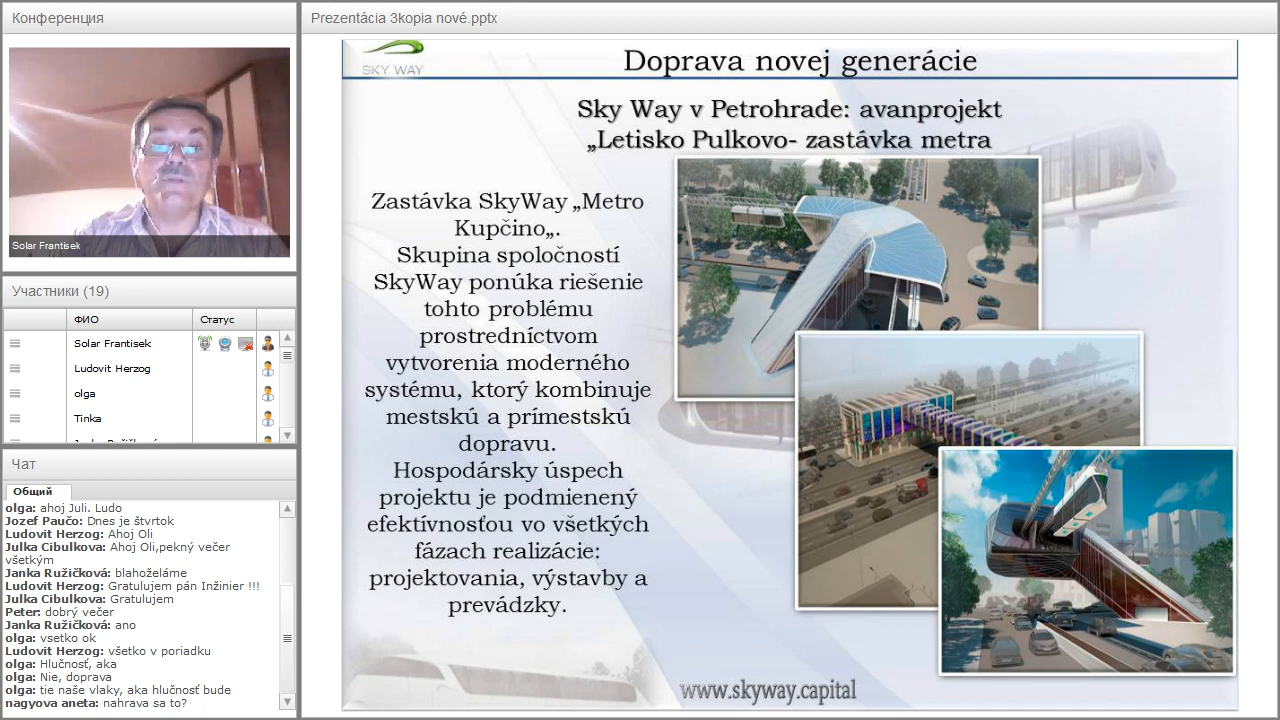 Конференция
Solar Frantisek
Участники (19)
ФИО
Статус
Solar Frantisek
Ludovit Herzog
olga
Tinka
Чат
Общий
olga: ahoj Juli. Ludo
Jozef Paučo: Dnes je štvrtok
Ludovit Herzog: Ahoj Oli
Julka Cibulkova: Ahoj Oli,pekný večer
všetkým
Janka Ružičková: blahoželáme
Ludovit Herzog: Gratulujem pán Inžinier !!!
Julka Cibulkova: Gratulujem
Peter: dobrý večer
Janka Ružičková: ano
olga: vsetko ok
Ludovit Herzog: všetko v poriadku
olga: Hlučnosť, aka
olga: Nie, doprava
olga: tie naše vlaky, aka hlučnosť bude
nagyova aneta: nahrava sa to?
Prezentácia 3kopia nové.pptx
SKY WAY
Doprava novej generácie
Sky Way v Petrohrade: avanprojekt
„Letisko Pulkovo- zastávka metra
Zastávka SkyWay „Metro
Kupčino„.
Skupina spoločností
SkyWay ponúka riešenie
tohto problému
prostredníctvom
vytvorenia moderného
systému, ktorý kombinuje
mestskú a prímestskú
dopravu.
Hospodársky úspech
projektu je podmienený
efektívnosťou vo všetkých
fázach realizácie:
projektovania, výstavby a
prevádzky.
www.skyway.capital